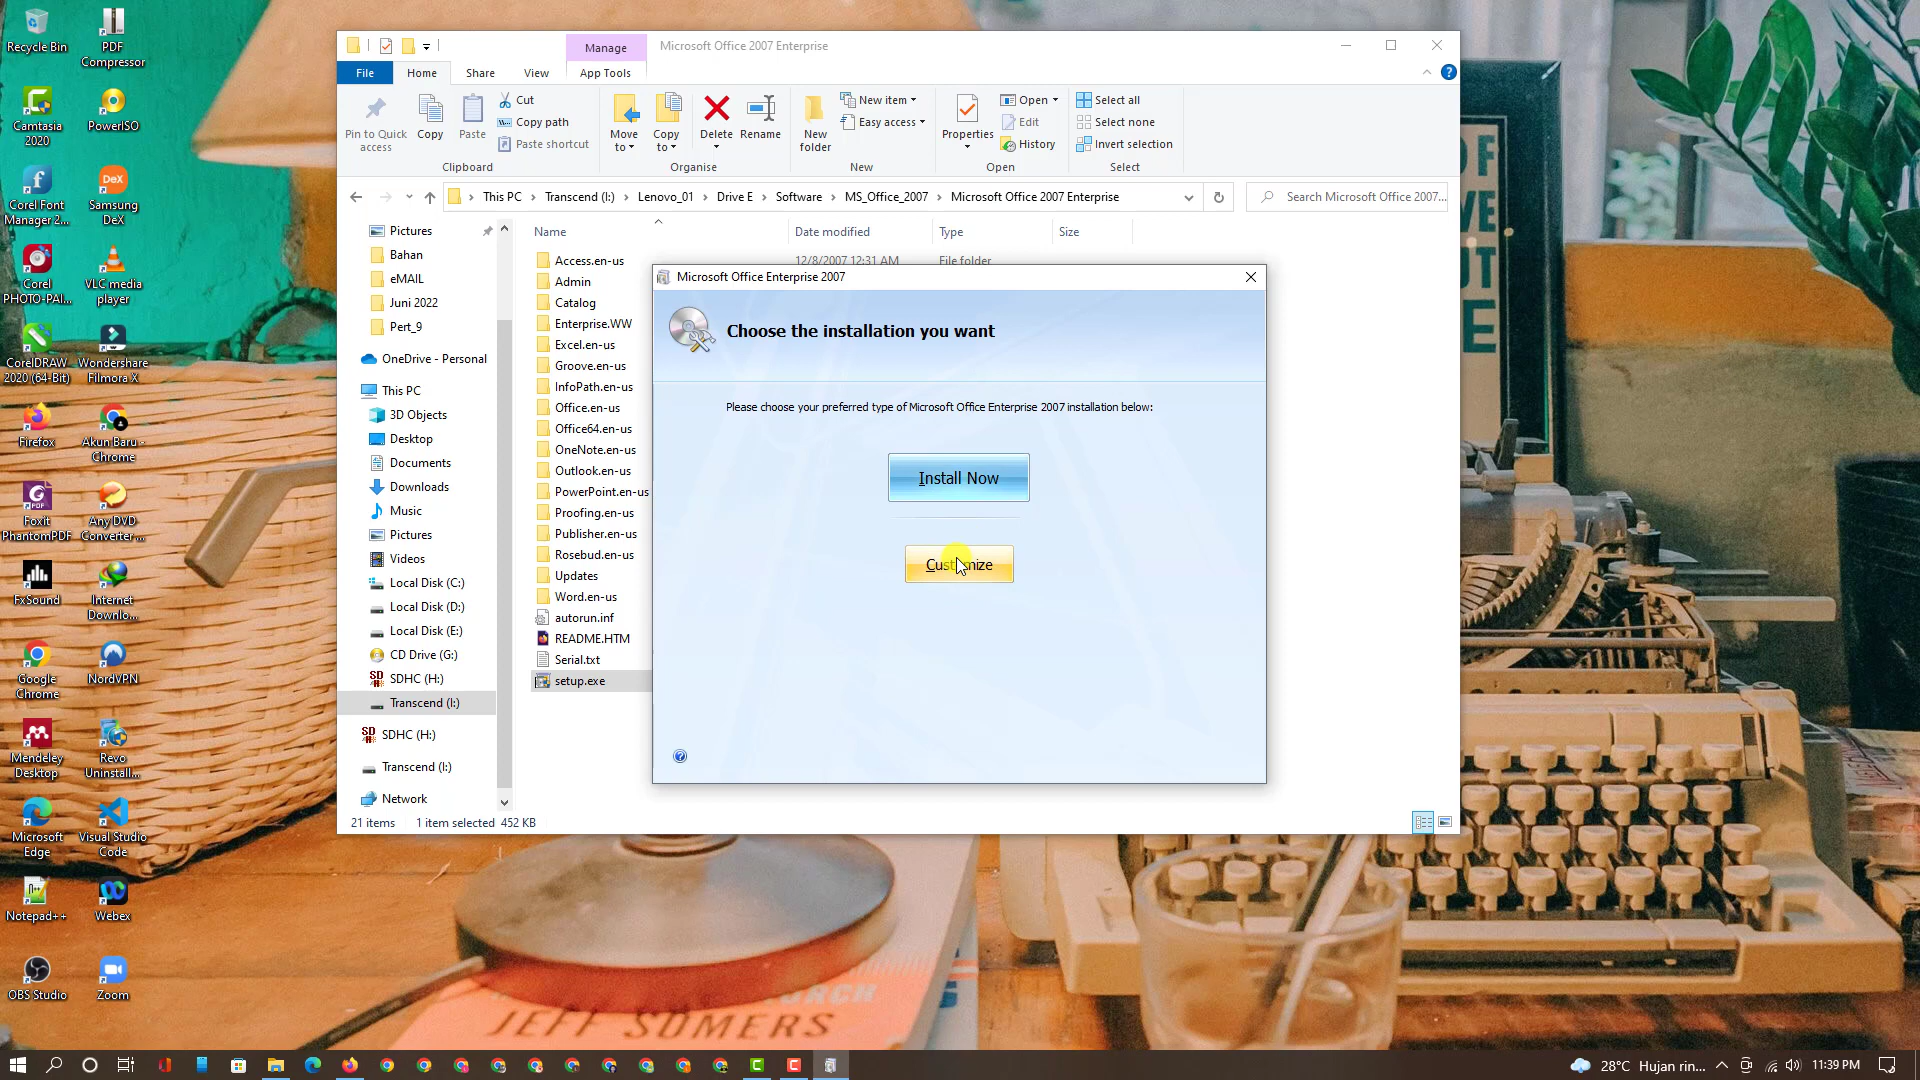 Recycle Bin
PDF
Compressor
Camtasia
2020
PowerISO
Corel Font
Manager 2...
Samsung
DeX
Corel
PHOTO-PAI...
VLC media
player
CorelDRAW
2020 (64-Bit)
Wondershare
Filmora X
Firefox
Akun Baru -
Chrome
Foxit
PhantomPDF
Any DVD
Converter ...
FxSound
Internet
Downlo...
Google
Chrome
NordVPN
Mendeley
Desktop
Revo
Uninstall...
Microsoft
Edge
Visual Studio
Code
Notepad++
Webex
OBS Studio
Zoom
Manage
Microsoft Office 2007 Enterprise
File
Home
Share
View
App Tools
Pin to Quick
access
Copy
Paste
Cut
Copy path
Paste shortcut
Clipboard
Move
to
Copy
to
Delete
Rename
Organise
New
folder
New item
Easy access
New
Properties
Open
Edit
History
Open
Select all
Select none
Invert selection
Select
This PC
Transcend (I:)
Lenovo_01
Drive E
Software
MS_Office_2007
Microsoft Office 2007 Enterprise
Search Microsoft Office 2007...
Name
Date modified
Type
Size
Pictures
Bahan
eMAIL
Juni 2022
Pert_9
OneDrive - Personal
This PC
3D Objects
Desktop
Documents
Downloads
Music
Pictures
Videos
Local Disk (C:)
Local Disk (D:)
Local Disk (E:)
CD Drive (G:)
SDHC (H:)
Transcend (I:)
SDHC (H:)
Transcend (I:)
Network
Access.en-us
12/8/2007 12:31 AM
File folder
Admin
Catalog
Enterprise.WW
Excel.en-us
Groove.en-us
InfoPath.en-us
Office.en-us
Office64.en-us
OneNote.en-us
Outlook.en-us
PowerPoint.en-us
Proofing.en-us
Publisher.en-us
Rosebud.en-us
Updates
Word.en-us
autorun.inf
README.HTM
Serial.txt
setup.exe
21 items
1 item selected 452 KB
Microsoft Office Enterprise 2007
Choose the installation you want
Please choose your preferred type of Microsoft Office Enterprise 2007 installation below:
Install Now
Customize
JEFF SOMERS
28°C Hujan rin...
11:39 PM